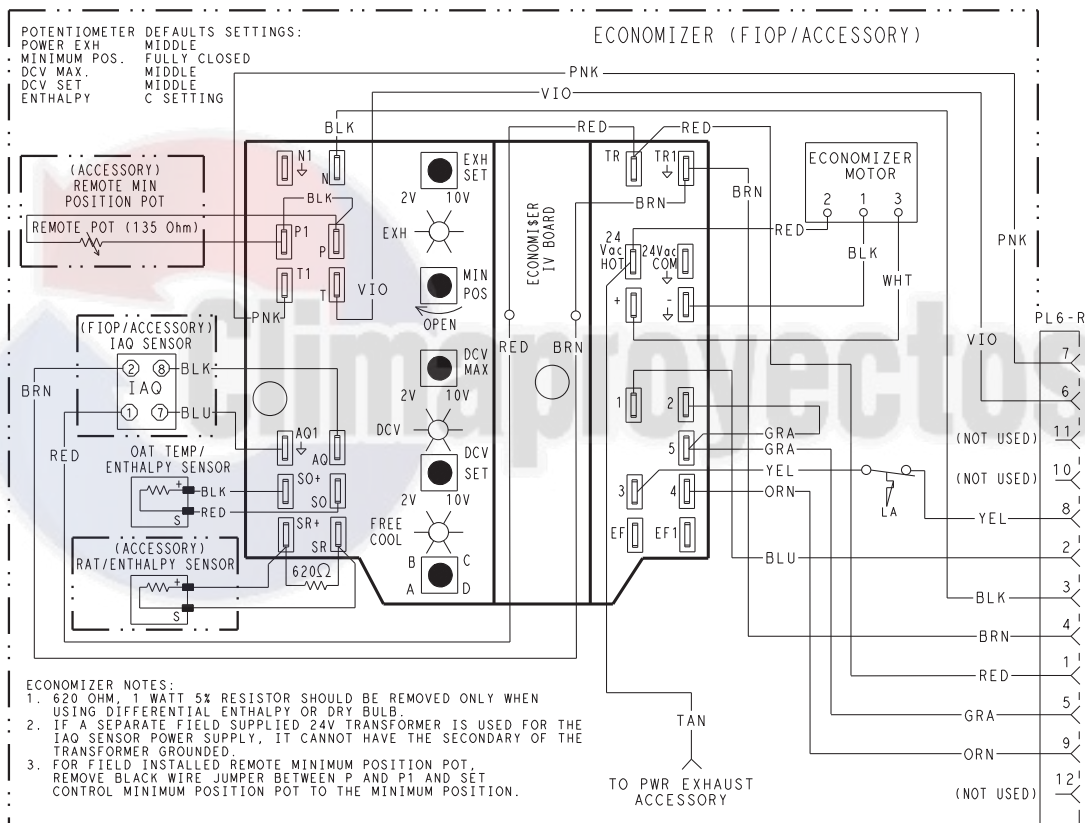 POTENTIOMETER DEFAULTS SETTINGS:
POWER EXH MIDDLE
MINIMUM POS. FULLY CLOSED
DCV MAX. MIDDLE
DCV SET MIDDLE
ENTHALPY C SETTING
ECONOMIZER (FIOP/ACCESSORY)
PNK
VIO
BLK
RED
RED
(ACCESSORY)
REMOTE MIN
POSITION POT
REMOTE POT (135 Ohm)
N1
N
BLK
P1
P
T1
T
VIO
PNK
EXH
SET
2V 10V
EXH
MIN
POS
OPEN
DCV
MAX
2V 10V
DCV
DCV
SET
2V 10V
FREE
COOL
B C
A D
ECONOMI$ER
IV BOARD
RED
BRN
TR
TR1
BRN
BRN
24
Vac
HOT
24Vac
COM
+
-
1
2
5
3
4
EF
EF1
ECONOMIZER
MOTOR
2 1 3
RED
BLK
WHT
PNK
VIO
(FIOP/ACCESSORY)
IAQ SENSOR
2 8 BLK
IAQ
1 7 BLU
BRN
RED
AQ1
AQ
OAT TEMP/
ENTHALPY SENSOR
+
BLK
RED
S
SO+
SO
SR+
SR
620Ω
(ACCESSORY)
RAT/ENTHALPY SENSOR
+
S
GRA
GRA
YEL
ORN
LA
BLU
PL6-R
7
6
(NOT USED) 11
(NOT USED) 10
YEL 8
2
BLK 3
BRN 4
RED 1
GRA 5
ORN 9
(NOT USED) 12
TAN
TO PWR EXHAUST
ACCESSORY
ECONOMIZER NOTES:
1. 620 OHM, 1 WATT 5% RESISTOR SHOULD BE REMOVED ONLY WHEN
USING DIFFERENTIAL ENTHALPY OR DRY BULB.
2. IF A SEPARATE FIELD SUPPLIED 24V TRANSFORMER IS USED FOR THE
IAQ SENSOR POWER SUPPLY, IT CANNOT HAVE THE SECONDARY OF THE
TRANSFORMER GROUNDED.
3. FOR FIELD INSTALLED REMOTE MINIMUM POSITION POT,
REMOVE BLACK WIRE JUMPER BETWEEN P AND P1 AND SET
CONTROL MINIMUM POSITION POT TO THE MINIMUM POSITION.
Climaproyectos